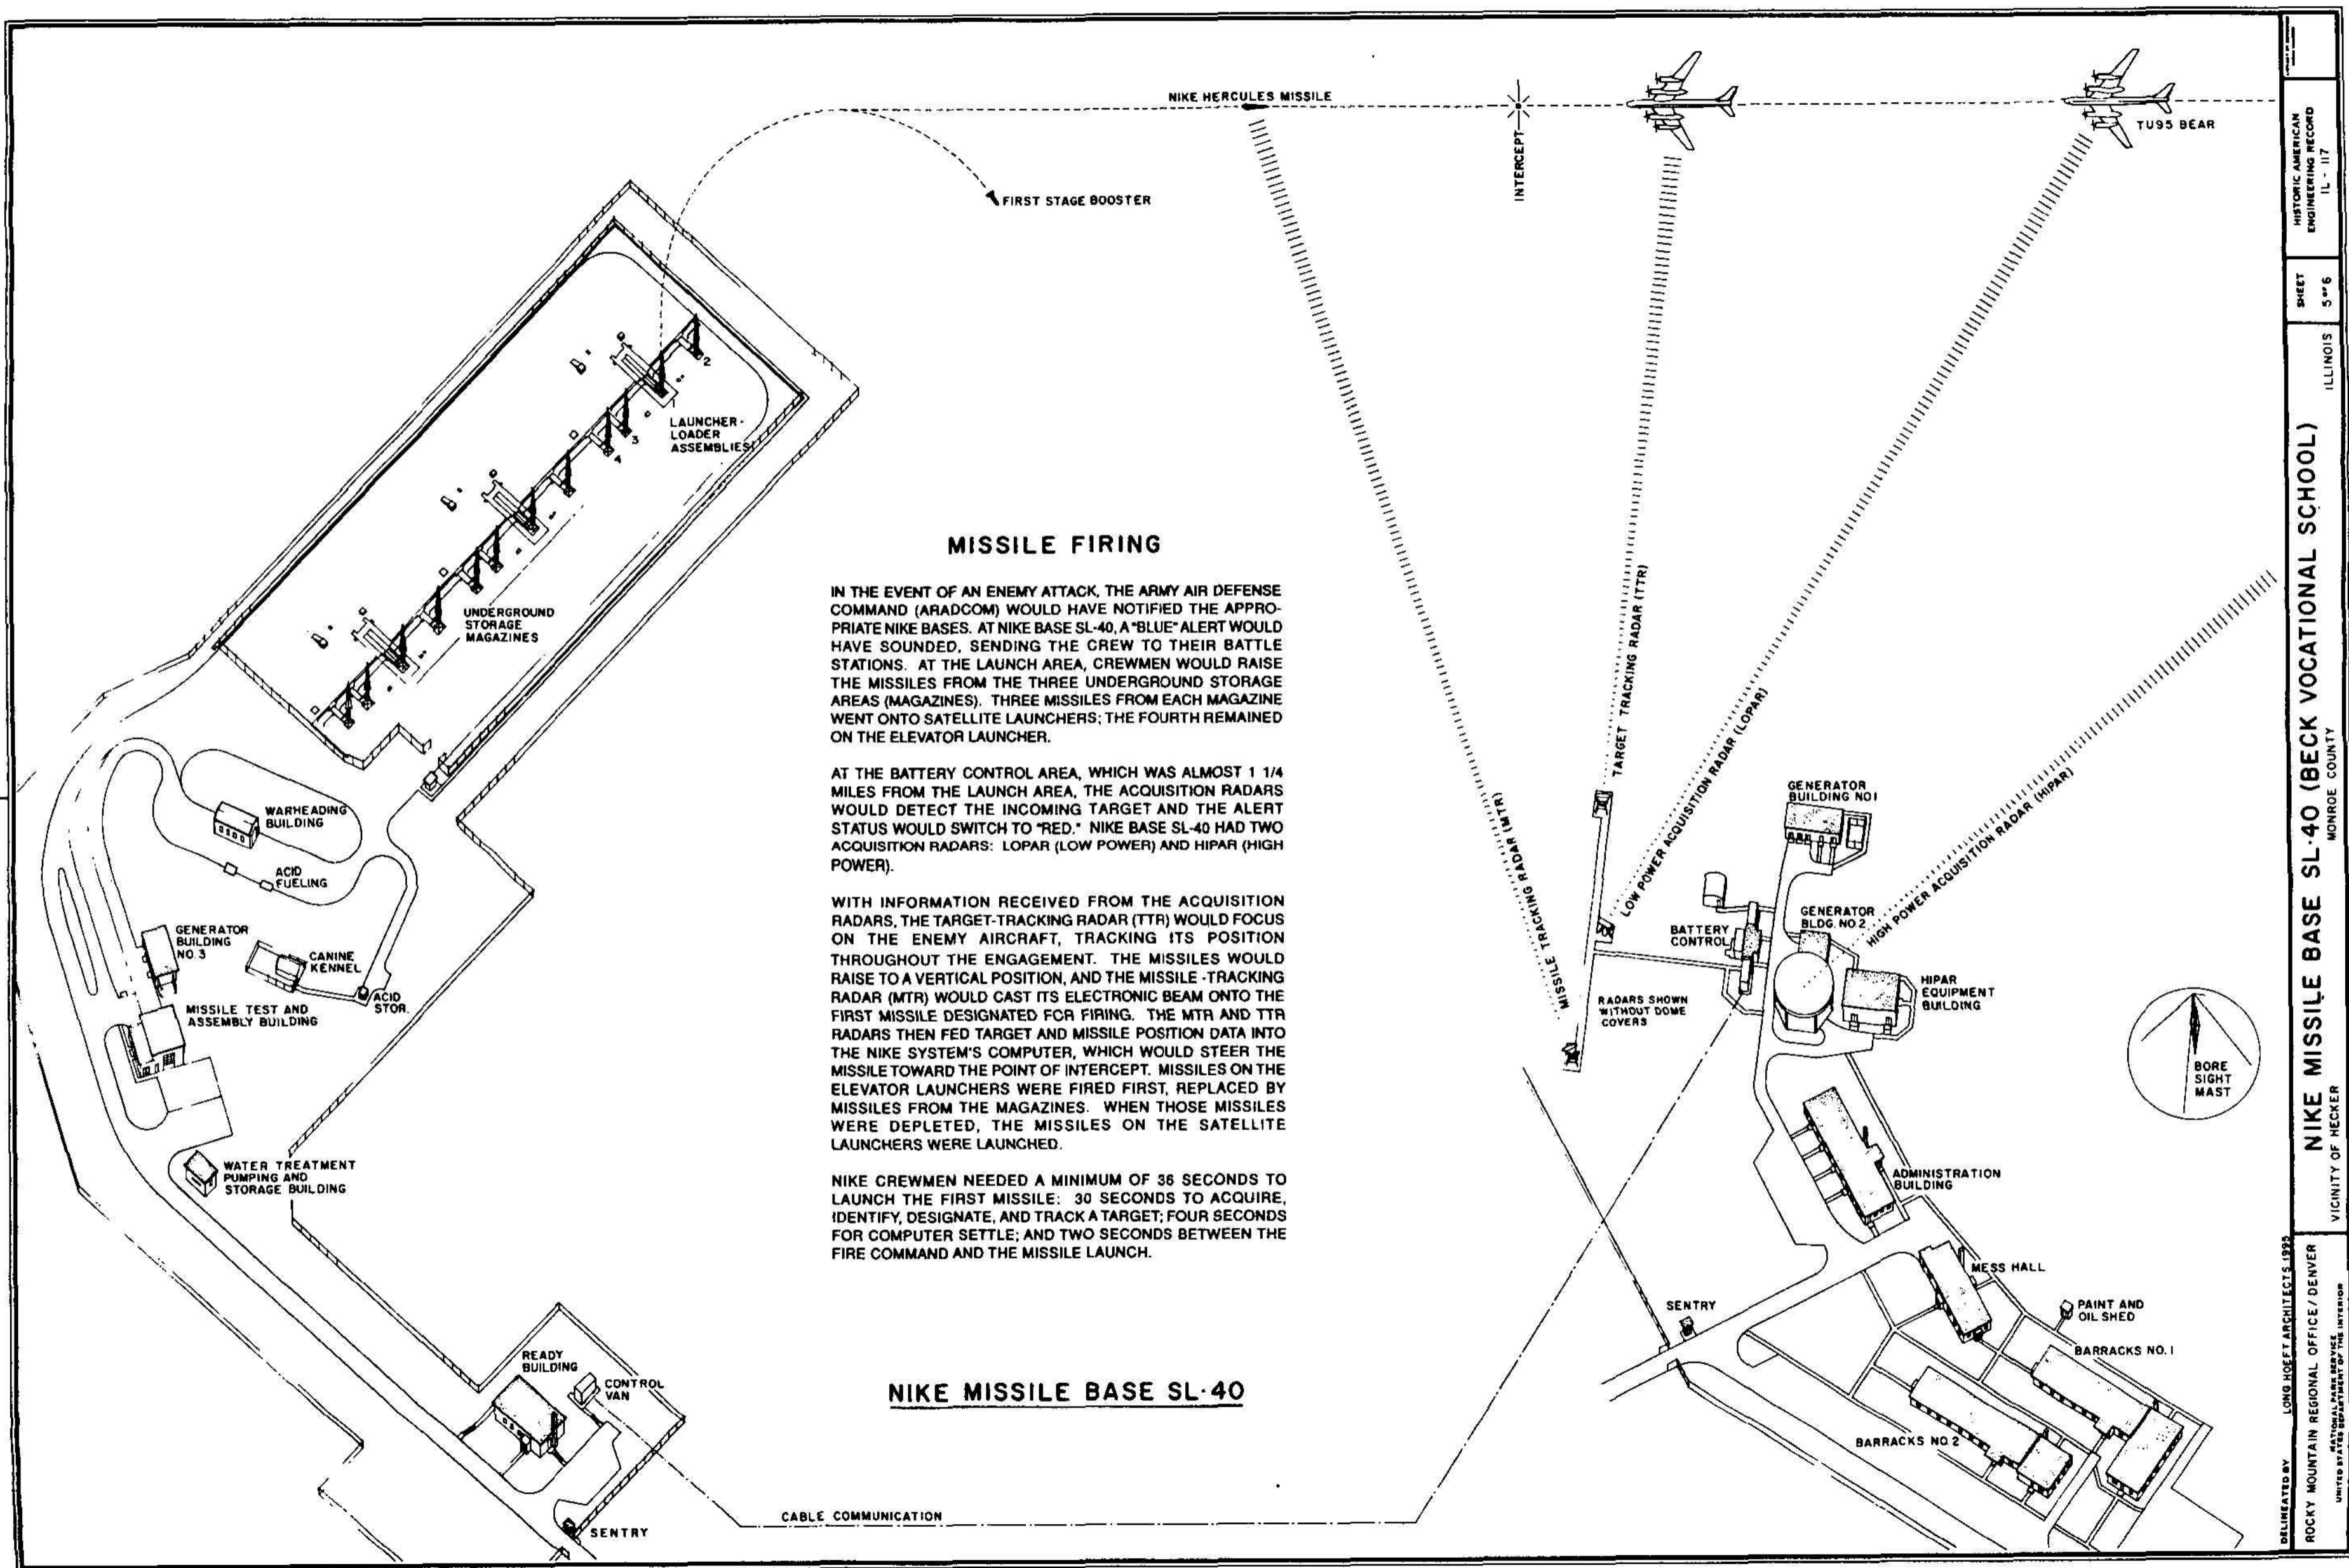 NIKE HERCULES MISSILE
INTERCEPT
TU95 BEAR
FIRST STAGE BOOSTER
2
1
LAUNCHER-
LOADER
ASSEMBLIES
3
4
UNDERGROUND
STORAGE
MAGAZINES
WARHEADING
BUILDING
ACID
FUELING
GENERATOR
BUILDING
NO.3
CANINE
KENNEL
ACID
STOR.
MISSILE TEST AND
ASSEMBLY BUILDING
WATER TREATMENT
PUMPING AND
STORAGE BUILDING
READY
BUILDING
CONTROL
VAN
SENTRY
CABLE COMMUNICATION
MISSILE FIRING
IN THE EVENT OF AN ENEMY ATTACK, THE ARMY AIR DEFENSE
COMMAND (ARADCOM) WOULD HAVE NOTIFIED THE APPRO-
PRIATE NIKE BASES. AT NIKE BASE SL-40, A "BLUE" ALERT WOULD
HAVE SOUNDED, SENDING THE CREW TO THEIR BATTLE
STATIONS. AT THE LAUNCH AREA, CREWMEN WOULD RAISE
THE MISSILES FROM THE THREE UNDERGROUND STORAGE
AREAS (MAGAZINES). THREE MISSILES FROM EACH MAGAZINE
WENT ONTO SATELLITE LAUNCHERS; THE FOURTH REMAINED
ON THE ELEVATOR LAUNCHER.
AT THE BATTERY CONTROL AREA, WHICH WAS ALMOST 1 1/4
MILES FROM THE LAUNCH AREA, THE ACQUISITION RADARS
WOULD DETECT THE INCOMING TARGET AND THE ALERT
STATUS WOULD SWITCH TO "RED." NIKE BASE SL-40 HAD TWO
ACQUISITION RADARS: LOPAR (LOW POWER) AND HIPAR (HIGH
POWER).
WITH INFORMATION RECEIVED FROM THE ACQUISITION
RADARS, THE TARGET-TRACKING RADAR (TTR) WOULD FOCUS
ON THE ENEMY AIRCRAFT, TRACKING ITS POSITION
THROUGHOUT THE ENGAGEMENT. THE MISSILES WOULD
RAISE TO A VERTICAL POSITION, AND THE MISSILE -TRACKING
RADAR (MTR) WOULD CAST ITS ELECTRONIC BEAM ONTO THE
FIRST MISSILE DESIGNATED FOR FIRING. THE MTR AND TTR
RADARS THEN FED TARGET AND MISSILE POSITION DATA INTO
THE NIKE SYSTEM'S COMPUTER, WHICH WOULD STEER THE
MISSILE TOWARD THE POINT OF INTERCEPT. MISSILES ON THE
ELEVATOR LAUNCHERS WERE FIRED FIRST, REPLACED BY
MISSILES FROM THE MAGAZINES. WHEN THOSE MISSILES
WERE DEPLETED, THE MISSILES ON THE SATELLITE
LAUNCHERS WERE LAUNCHED.
NIKE CREWMEN NEEDED A MINIMUM OF 36 SECONDS TO
LAUNCH THE FIRST MISSILE: 30 SECONDS TO ACQUIRE,
IDENTIFY, DESIGNATE, AND TRACK A TARGET; FOUR SECONDS
FOR COMPUTER SETTLE; AND TWO SECONDS BETWEEN THE
FIRE COMMAND AND THE MISSILE LAUNCH.
NIKE MISSILE BASE SL-40
MISSILE TRACKING RADAR (MTR)
TARGET TRACKING RADAR (TTR)
LOW POWER ACQUISITION RADAR (LOPAR)
HIGH POWER ACQUISITION RADAR (HIPAR)
GENERATOR
BUILDING NO1
GENERATOR
BLDG. NO.2
BATTERY
CONTROL
HIPAR
EQUIPMENT
BUILDING
RADARS SHOWN
WITHOUT DOME
COVERS
BORE
SIGHT
MAST
ADMINISTRATION
BUILDING
MESS HALL
SENTRY
PAINT AND
OIL SHED
BARRACKS NO.1
BARRACKS NO.2
HISTORIC AMERICAN
ENGINEERING RECORD
IL - 117
SHEET
5 OF 6
NIKE MISSILE BASE SL-40 (BECK VOCATIONAL SCHOOL)
VICINITY OF HECKER
MONROE COUNTY
ILLINOIS
DELINEATED BY LONG HOEFT ARCHITECTS 1995
ROCKY MOUNTAIN REGIONAL OFFICE/DENVER
NATIONAL PARK SERVICE
UNITED STATES DEPARTMENT OF THE INTERIOR